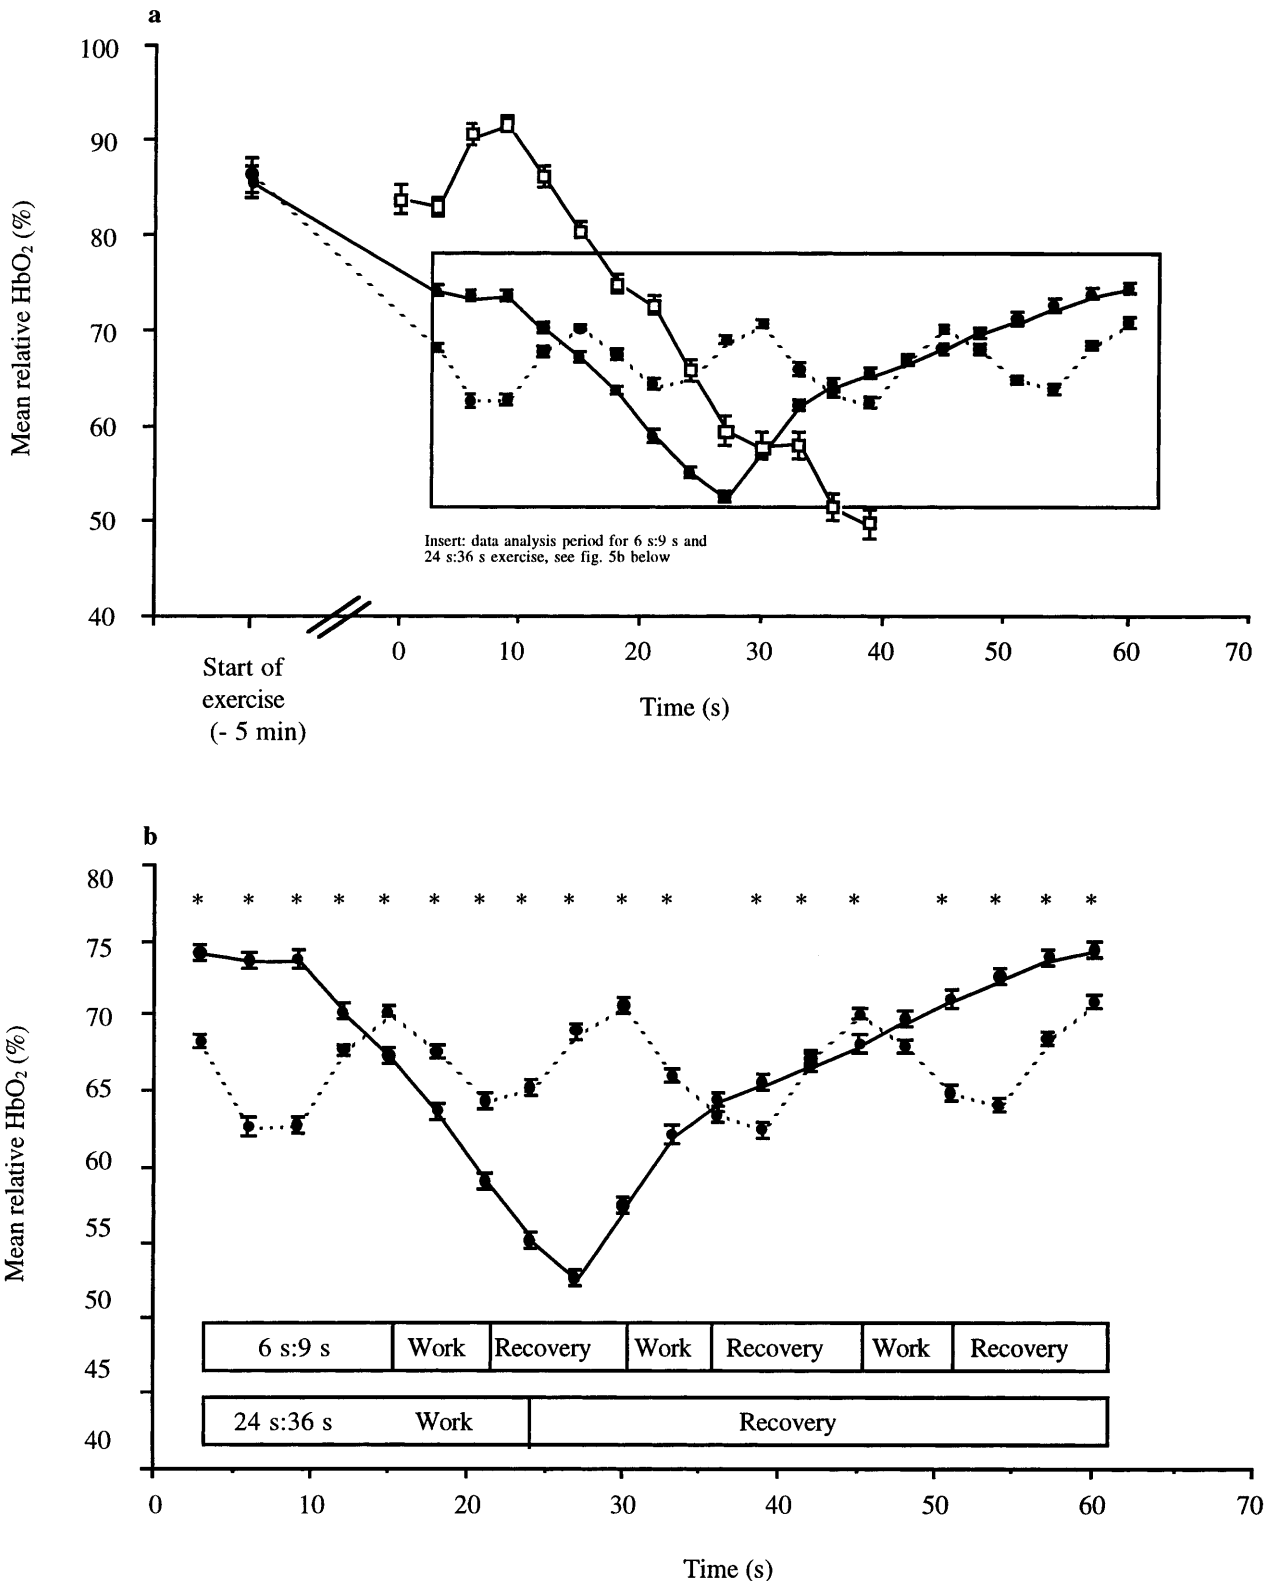 a
100
90
80
70
60
50
40
Mean relative HbO₂ (%)
Insert: data analysis period for 6 s:9 s and
24 s:36 s exercise, see fig. 5b below
0 10 20 30 40 50 60 70
Start of
exercise
(- 5 min)
Time (s)
b
80
75
70
65
60
55
50
45
40
Mean relative HbO₂ (%)
* * * * * * * * * * * * * * * * * *
6 s:9 s Work Recovery Work Recovery Work Recovery
24 s:36 s Work Recovery
0 10 20 30 40 50 60 70
Time (s)